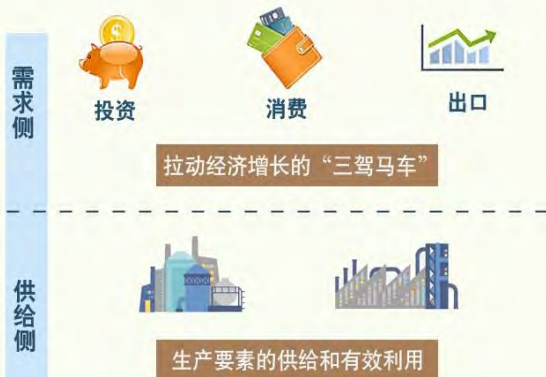 需求侧
投资
消费
出口
拉动经济增长的“三驾马车”
供给侧
生产要素的供给和有效利用